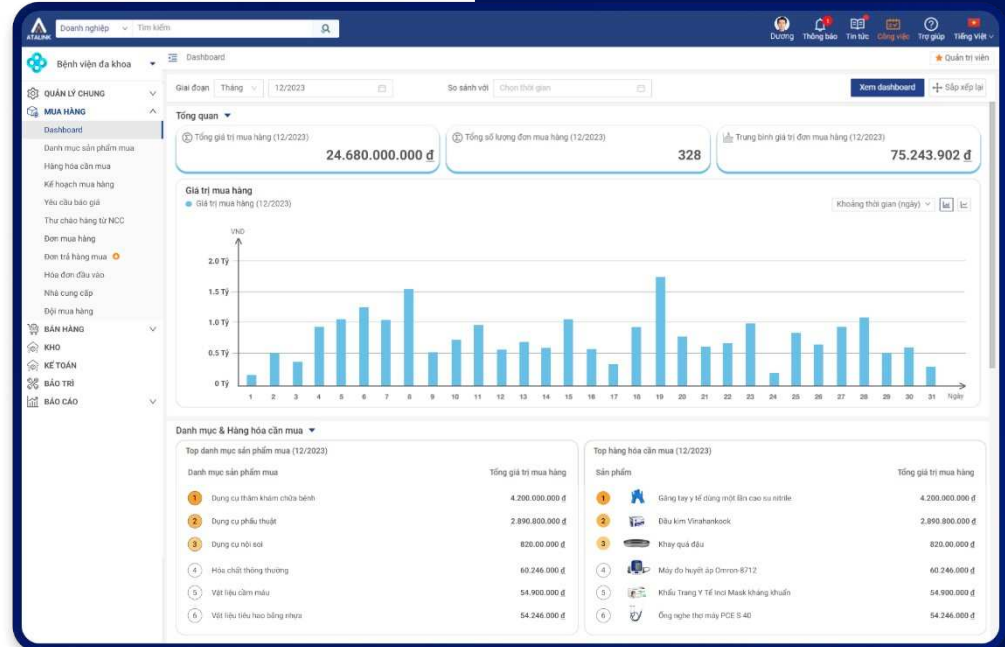 ATALINK Doanh nghiệp Tìm kiếm Dương Thông báo 1 Tin tức Công việc Trợ giúp Tiếng Việt
Bệnh viện đa khoa Dashboard Quản trị viên
Giai đoạn Tháng 12/2023 So sánh với Chọn thời gian Xem dashboard Sắp xếp lại
QUẢN LÝ CHUNG
MUA HÀNG
Dashboard
Danh mục sản phẩm mua
Hàng hóa cần mua
Kế hoạch mua hàng
Yêu cầu báo giá
Thư chào hàng từ NCC
Đơn mua hàng
Đơn trả hàng mua
Hóa đơn đầu vào
Nhà cung cấp
Đội mua hàng
BÁN HÀNG
KHO
KẾ TOÁN
BẢO TRÌ
BÁO CÁO
Tổng quan
Tổng giá trị mua hàng (12/2023)
24.680.000.000 đ
Tổng số lượng đơn mua hàng (12/2023)
328
Trung bình giá trị đơn mua hàng (12/2023)
75.243.902 đ
Giá trị mua hàng
Giá trị mua hàng (12/2023) Khoảng thời gian (ngày)
VND
2.0 Tỷ
1.5 Tỷ
1.0 Tỷ
0.5 Tỷ
0 Tỷ
1 2 3 4 5 6 7 8 9 10 11 12 13 14 15 16 17 18 19 20 21 22 23 24 25 26 27 28 29 30 31 Ngày
Danh mục & Hàng hóa cần mua
Top danh mục sản phẩm mua (12/2023)
Danh mục sản phẩm mua Tổng giá trị mua hàng
1 Dụng cụ thăm khám chữa bệnh 4.200.000.000 đ
2 Dụng cụ phẫu thuật 2.890.800.000 đ
3 Dụng cụ nội soi 820.00.000 đ
4 Hóa chất thông thường 60.246.000 đ
5 Vật liệu cầm máu 54.900.000 đ
6 Vật liệu tiêu hao bằng nhựa 54.246.000 đ
Top hàng hóa cần mua (12/2023)
Sản phẩm Tổng giá trị mua hàng
1 Găng tay y tế dùng một lần cao su nitrile 4.200.000.000 đ
2 Đầu kim Vinahankook 2.890.800.000 đ
3 Khay quả đậu 820.00.000 đ
4 Máy đo huyết áp Omron-8712 60.246.000 đ
5 Khẩu Trang Y Tế Inci Mask kháng khuẩn 54.900.000 đ
6 Ống nghe thợ máy PCE S 40 54.246.000 đ